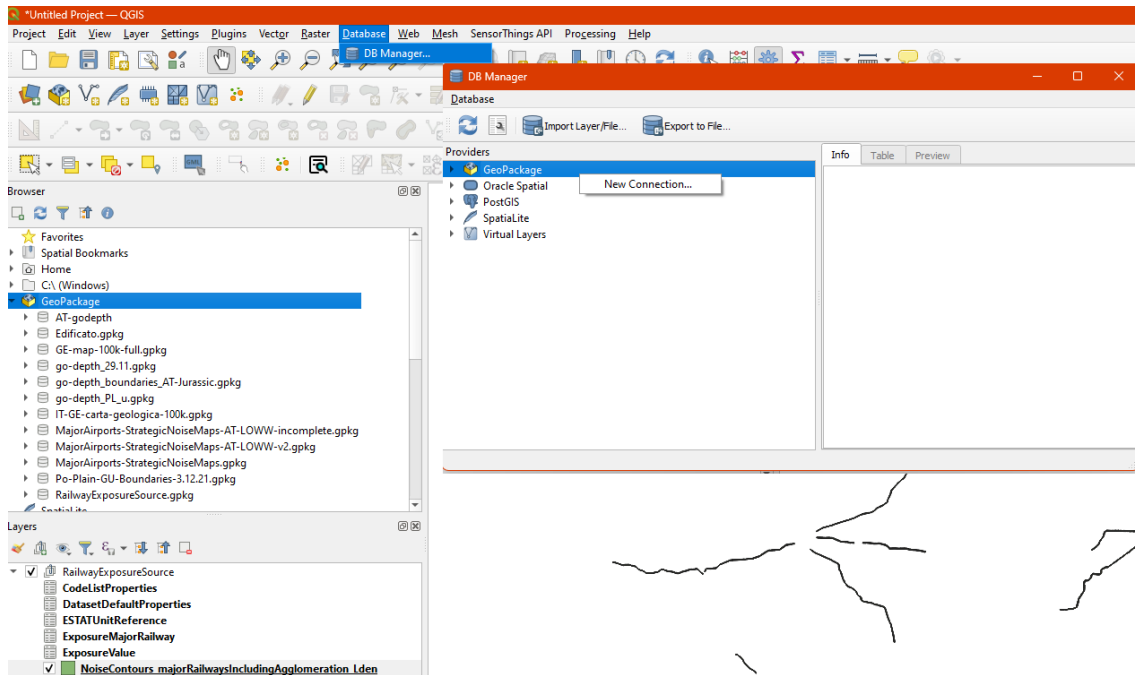 *Untitled Project — QGIS
Project Edit View Layer Settings Plugins Vector Raster Database Web Mesh SensorThings API Processing Help
DB Manager...
DB Manager
Database
Import Layer/File... Export to File...
Providers
Info Table Preview
GeoPackage
New Connection...
Oracle Spatial
PostGIS
SpatiaLite
Virtual Layers
Browser
Favorites
Spatial Bookmarks
Home
C:\ (Windows)
GeoPackage
AT-godepth
Edificato.gpkg
GE-map-100k-full.gpkg
go-depth_29.11.gpkg
go-depth_boundaries_AT-Jurassic.gpkg
go-depth_PL_u.gpkg
IT-GE-carta-geologica-100k.gpkg
MajorAirports-StrategicNoiseMaps-AT-LOWW-incomplete.gpkg
MajorAirports-StrategicNoiseMaps-AT-LOWW-v2.gpkg
MajorAirports-StrategicNoiseMaps.gpkg
Po-Plain-GU-Boundaries-3.12.21.gpkg
RailwayExposureSource.gpkg
SpatiaLite
Layers
RailwayExposureSource
CodeListProperties
DatasetDefaultProperties
ESTATUnitReference
ExposureMajorRailway
ExposureValue
NoiseContours_majorRailwaysIncludingAgglomeration_Lden